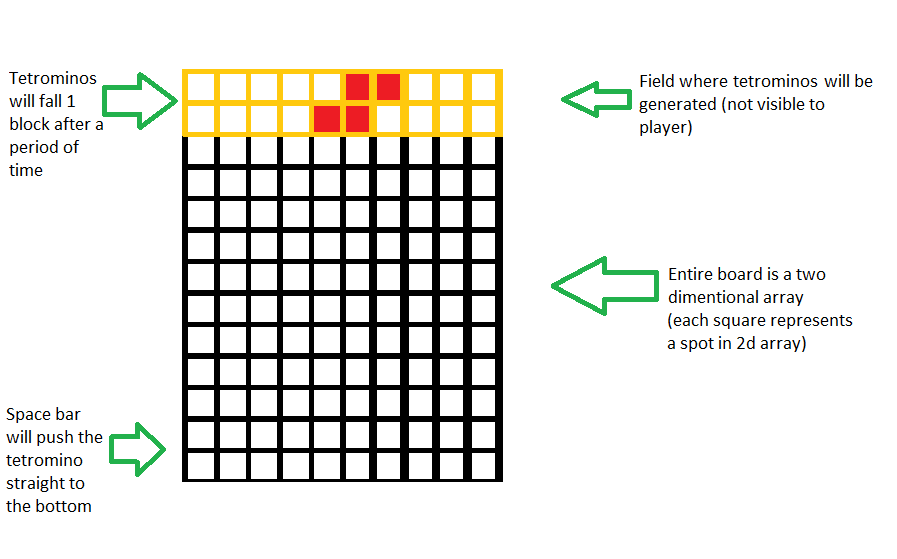 Tetrominos
will fall 1
block after a
period of
time
Field where tetrominos will be
generated (not visible to
player)
Entire board is a two
dimentional array
(each square represents
a spot in 2d array)
Space bar
will push the
tetromino
straight to
the bottom